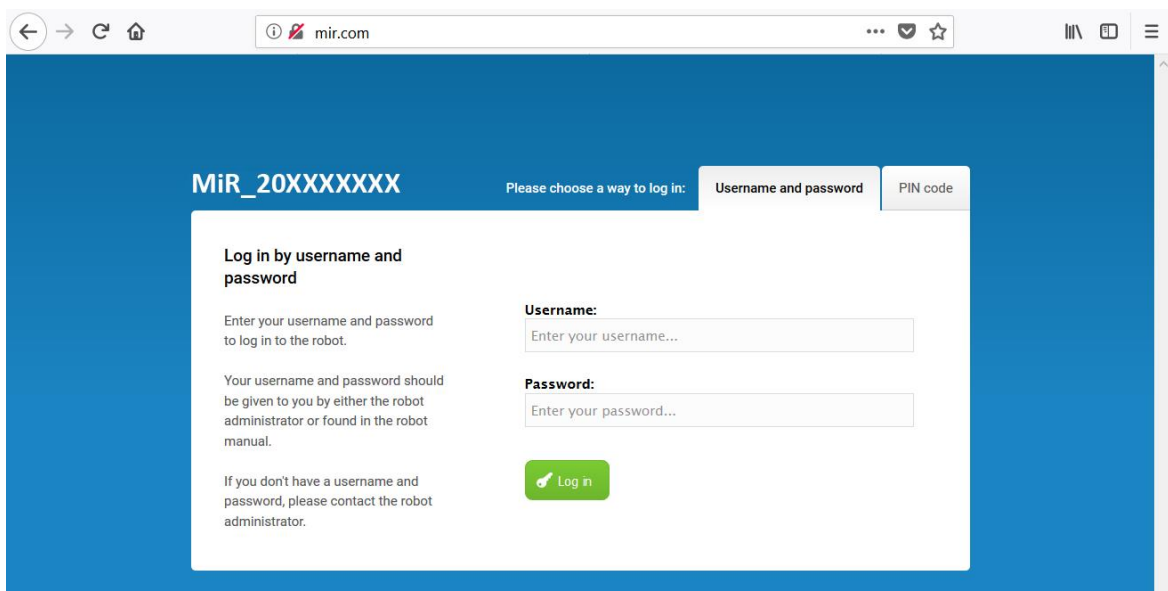 mir.com
MiR_20XXXXXXX
Please choose a way to log in:
Username and password
PIN code
Log in by username and
password
Enter your username and password
to log in to the robot.
Your username and password should
be given to you by either the robot
administrator or found in the robot
manual.
If you don't have a username and
password, please contact the robot
administrator.
Username:
Enter your username...
Password:
Enter your password...
Log in